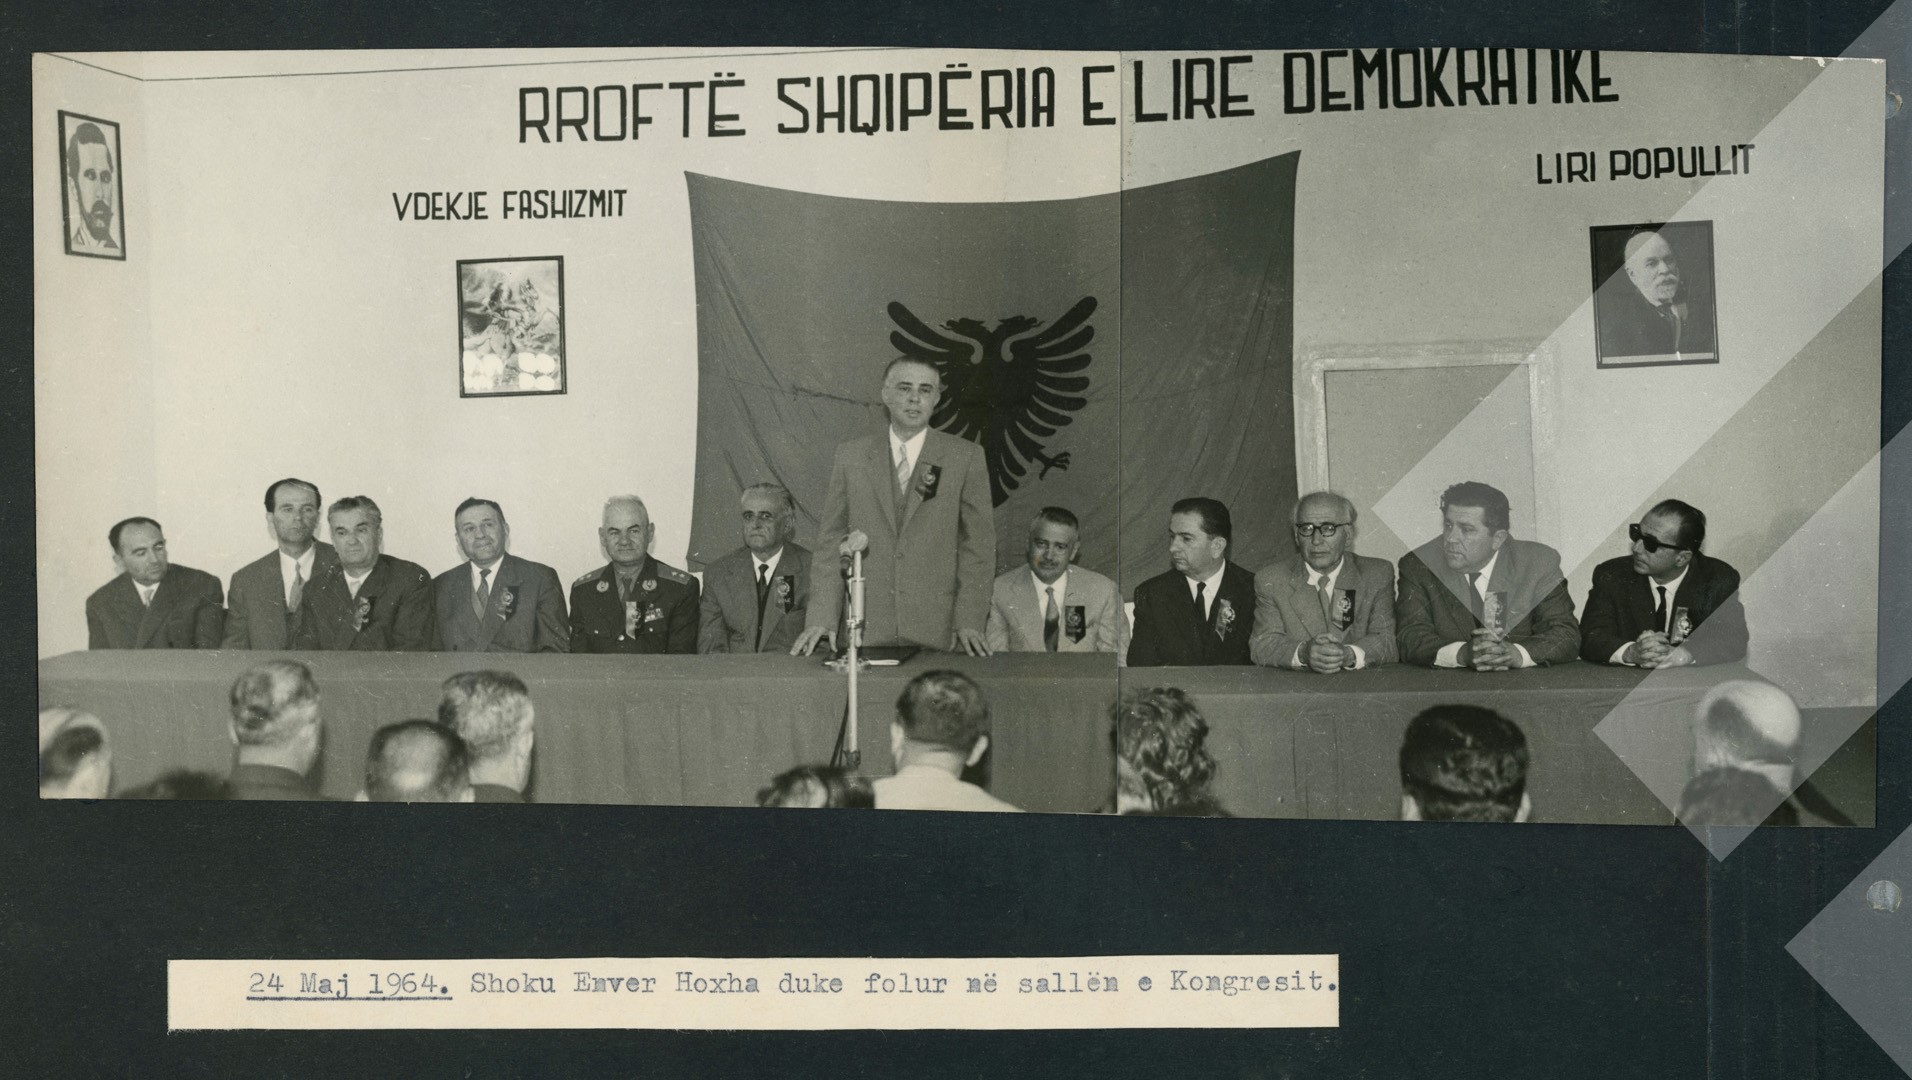 RROFTË SHQIPËRIA E LIRE DEMOKRATIKE
VDEKJE FASHIZMIT
LIRI POPULLIT
24 Maj 1964. Shoku Enver Hoxha duke folur në sallën e Kongresit.